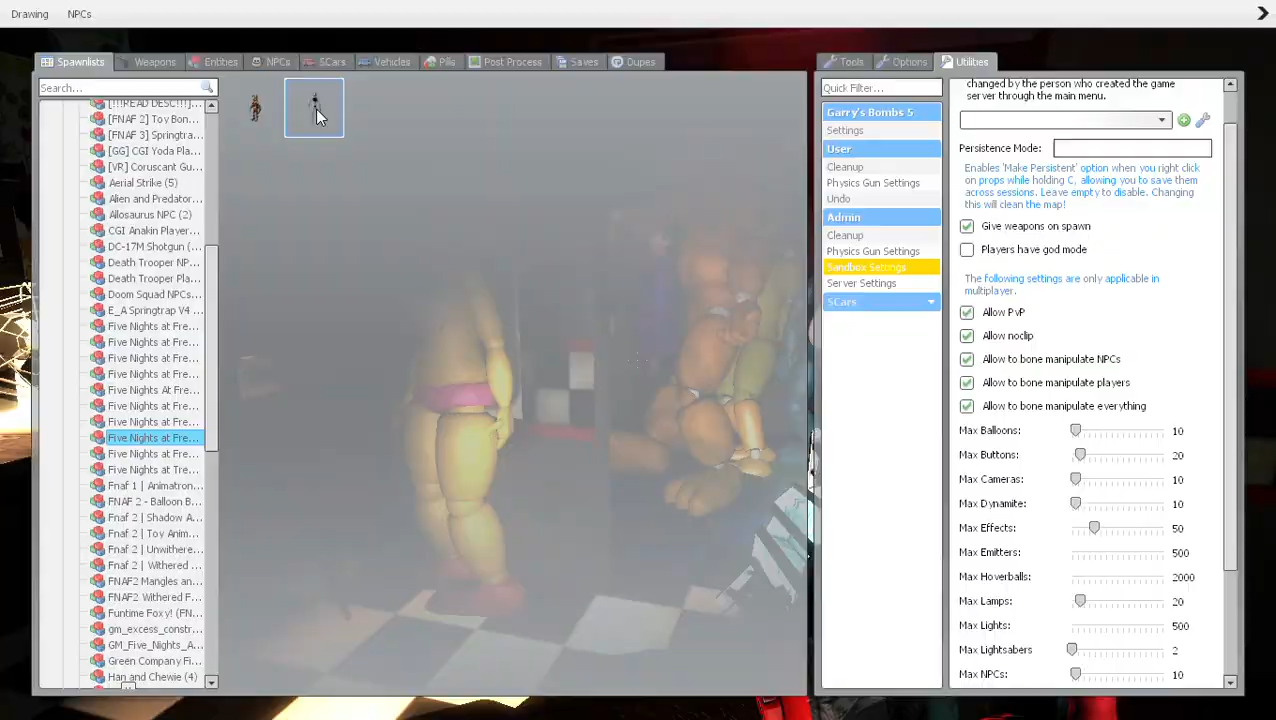 Drawing NPCs
Spawnlists Weapons Entities NPCs SCars Vehicles Pills Post Process Saves Dupes
Search...
[!!!READ DESC!!!]...
[FNAF 2] Toy Bon...
[FNAF 3] Springtra...
[GG] CGI Yoda Pla...
[VR] Coruscant Gu...
Aerial Strike (5)
Alien and Predator...
Allosaurus NPC (2)
CGI Anakin Player...
DC-17M Shotgun (...
Death Trooper NP...
Death Trooper Pla...
Doom Squad NPCs...
E_A Springtrap V4 ...
Five Nights at Fre...
Five Nights at Fre...
Five Nights at Fre...
Five Nights at Fre...
Five Nights At Fre...
Five Nights at Fre...
Five Nights at Fre...
Five Nights at Fre...
Five Nights at Fre...
Five Nights at Tre...
Fnaf 1 | Animatron...
FNAF 2 - Balloon B...
Fnaf 2 | Shadow A...
Fnaf 2 | Toy Anim...
Fnaf 2 | Unwithere...
Fnaf 2 | Withered ...
FNAF2 Mangles an...
FNAF2 Withered F...
Funtime Foxy! (FN...
gm_excess_constr...
GM_Five_Nights_A...
Green Company Fi...
Han and Chewie (4)
Tools Options Utilities
Quick Filter...
Garry's Bombs 5
Settings
User
Cleanup
Physics Gun Settings
Undo
Admin
Cleanup
Physics Gun Settings
Sandbox Settings
Server Settings
SCars
changed by the person who created the game
server through the main menu.
Persistence Mode:
Enables 'Make Persistent' option when you right click
on props while holding C, allowing you to save them
across sessions. Leave empty to disable. Changing
this will clean the map!
Give weapons on spawn
Players have god mode
The following settings are only applicable in
multiplayer.
Allow PvP
Allow noclip
Allow to bone manipulate NPCs
Allow to bone manipulate players
Allow to bone manipulate everything
Max Balloons: 10
Max Buttons: 20
Max Cameras: 10
Max Dynamite: 10
Max Effects: 50
Max Emitters: 500
Max Hoverballs: 2000
Max Lamps: 20
Max Lights: 500
Max Lightsabers 2
Max NPCs: 10